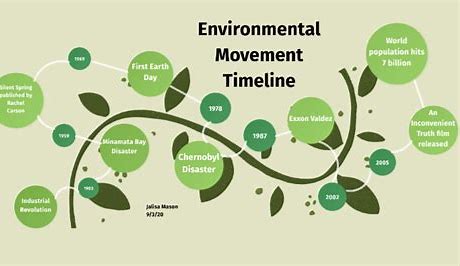 Environmental
Movement
Timeline
Industrial
Revolution
1903
Minamata Bay
Disaster
1959
Silent Spring
published by
Rachel
Carson
1969
First Earth
Day
1978
Chernobyl
Disaster
1987
Exxon Valdez
2002
2005
An
Inconvenient
Truth film
released
World
population hits
7 billion
Jalisa Mason
9/3/20